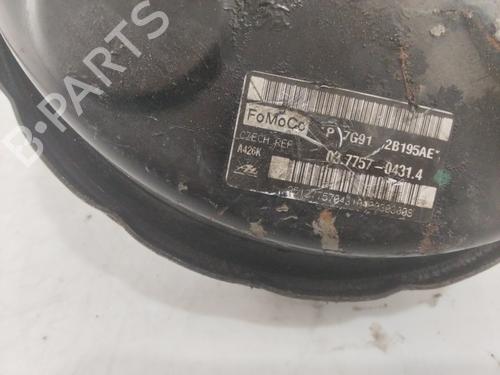 FoMoCo
*P 7G91 2B195AE*
CZECH REP.
A426K
03.7757-0431.4
B-PARTS